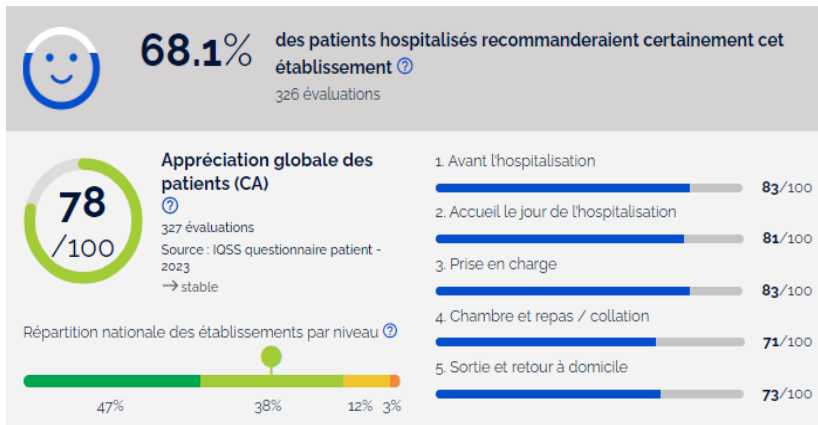 68.1% des patients hospitalisés recommanderaient certainement cet
établissement ?
326 évaluations
78
/100
Appréciation globale des
patients (CA)
?
327 évaluations
Source : IQSS questionnaire patient -
2023
→ stable
Répartition nationale des établissements par niveau ?
47% 38% 12% 3%
1. Avant l'hospitalisation
83/100
2. Accueil le jour de l'hospitalisation
81/100
3. Prise en charge
83/100
4. Chambre et repas / collation
71/100
5. Sortie et retour à domicile
73/100